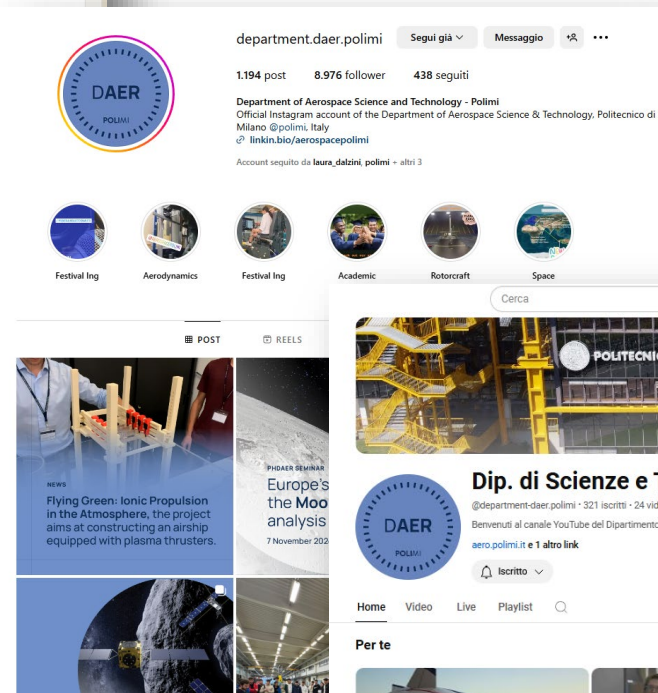 department.daer.polimi Segui già Messaggio
1.194 post 8.976 follower 438 seguiti
DAER
POLIMI
Department of Aerospace Science and Technology - Polimi
Official Instagram account of the Department of Aerospace Science & Technology, Politecnico di
Milano @polimi, Italy
linkin.bio/aerospacepolimi
Account seguito da laura_dalzini, polimi + altri 3
Festival Ing Aerodynamics Festival Ing Academic Rotorcraft Space
POST REELS
NEWS
Flying Green: Ionic Propulsion
in the Atmosphere, the project
aims at constructing an airship
equipped with plasma thrusters.
PHDAER SEMINAR
Europe's
the Moo
analysis
7 November 202
Cerca
POLITECNI
DAER
POLIMI
Dip. di Scienze e T
@department-daer.polimi • 321 iscritti • 24 vid
Benvenuti al canale YouTube del Dipartimento
aero.polimi.it e 1 altro link
Iscritto
Home Video Live Playlist
Per te